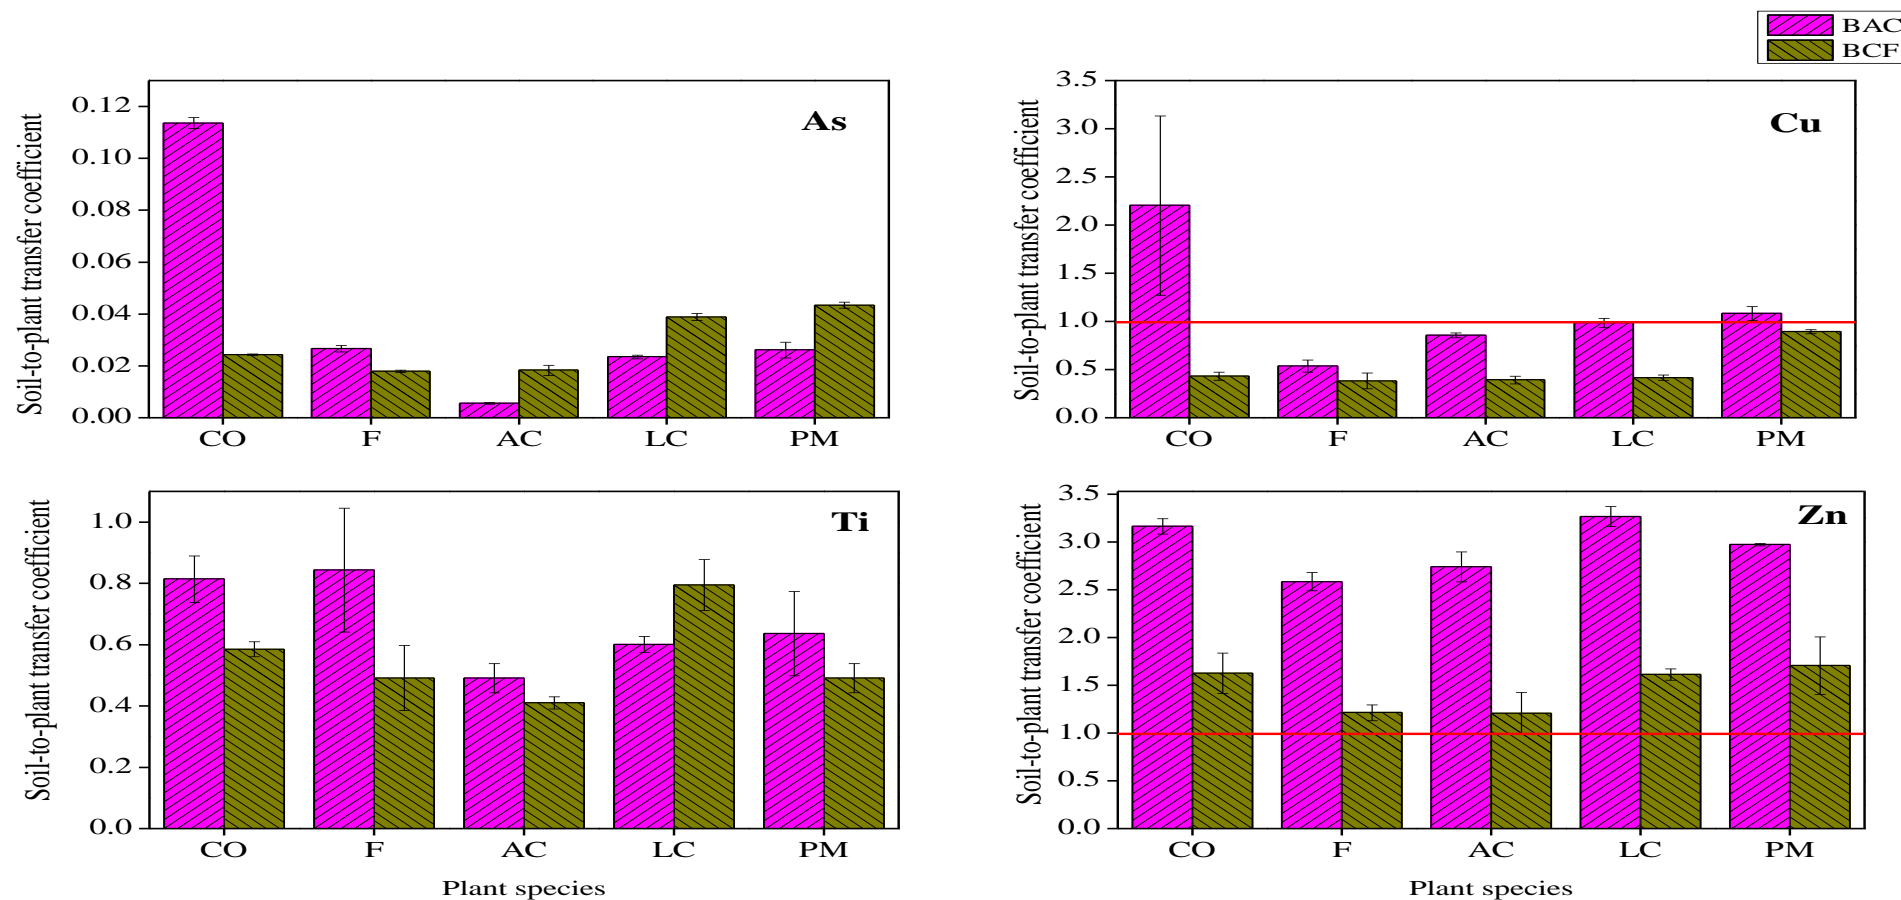 BAC
BCF
Soil-to-plant transfer coefficient
0.12
0.10
0.08
0.06
0.04
0.02
0.00
As
CO F AC LC PM
Soil-to-plant transfer coefficient
3.5
3.0
2.5
2.0
1.5
1.0
0.5
0.0
Cu
CO F AC LC PM
Soil-to-plant transfer coefficient
1.0
0.8
0.6
0.4
0.2
0.0
Ti
CO F AC LC PM
Plant species
Soil-to-plant transfer coefficient
3.5
3.0
2.5
2.0
1.5
1.0
0.5
0.0
Zn
CO F AC LC PM
Plant species